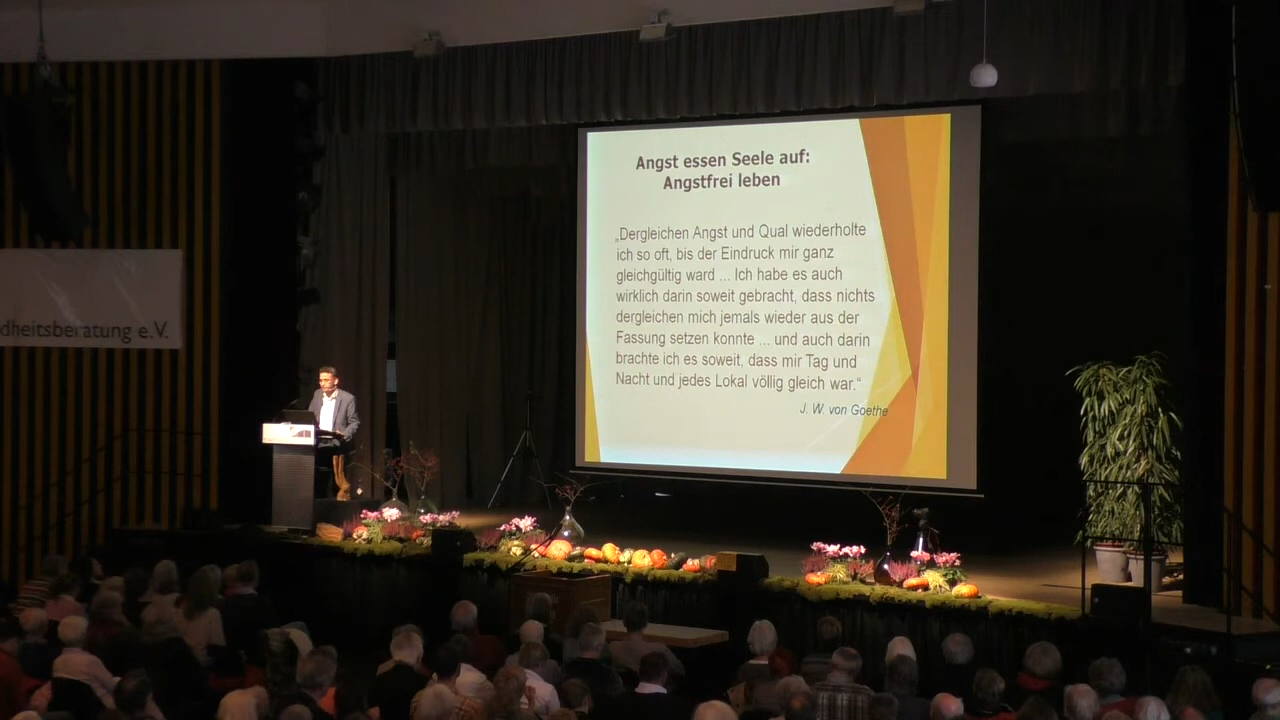 Angst essen Seele auf:
Angstfrei leben
„Dergleichen Angst und Qual wiederholte
ich so oft, bis der Eindruck mir ganz
gleichgültig ward ... Ich habe es auch
wirklich darin soweit gebracht, dass nichts
dergleichen mich jemals wieder aus der
Fassung setzen konnte ... und auch darin
brachte ich es soweit, dass mir Tag und
Nacht und jedes Lokal völlig gleich war.“
J. W. von Goethe
dheitsberatung e.V.